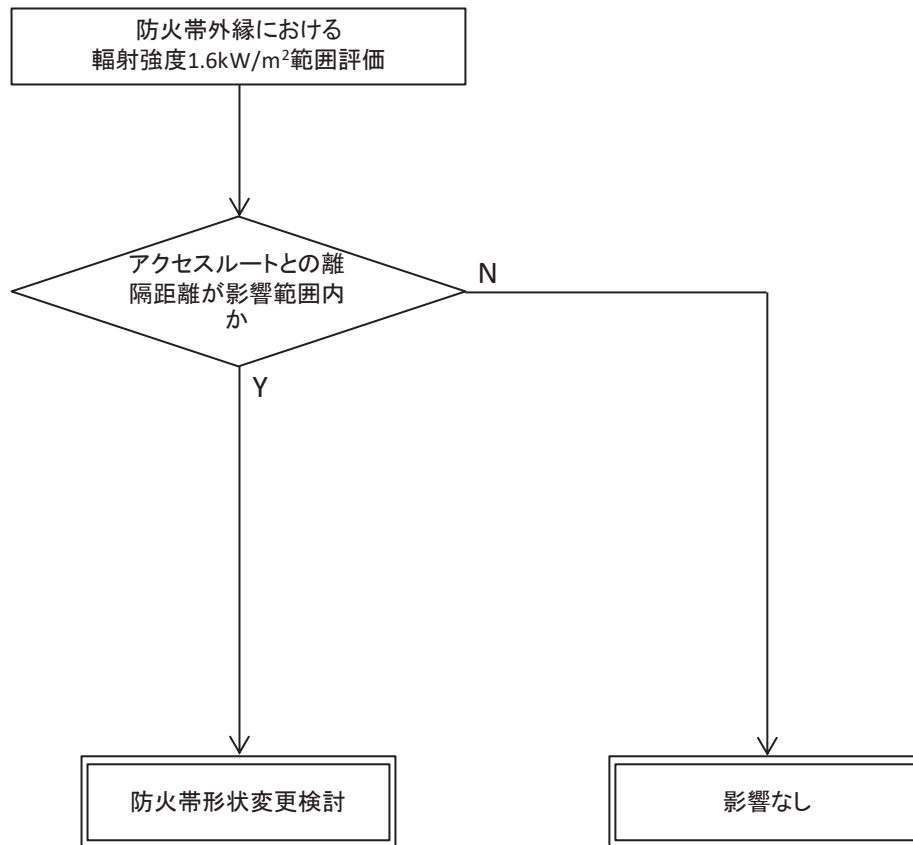 防火帯外縁における
輻射強度1.6kW/m²範囲評価
アクセスルートとの離
隔距離が影響範囲内
か
N
Y
防火帯形状変更検討
影響なし